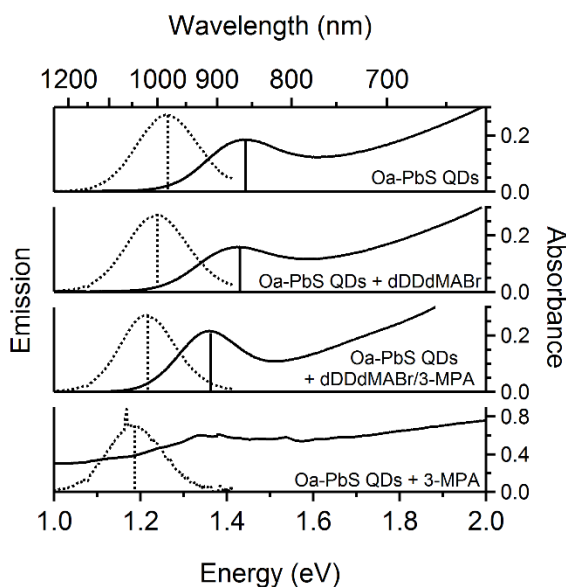 Wavelength (nm)
1200 1000 900 800 700
0.2
Oa-PbS QDs
0.0
0.2
Oa-PbS QDs + dDDdMABr
0.0
0.2
Oa-PbS QDs
+ dDDdMABr/3-MPA
0.0
0.8
0.4
Oa-PbS QDs + 3-MPA
0.0
Emission
Absorbance
1.0 1.2 1.4 1.6 1.8 2.0
Energy (eV)